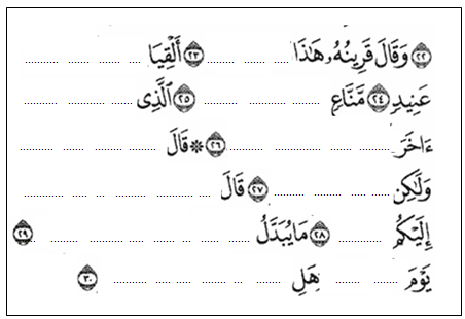 ﴿٢٢﴾ وَقَالَ قَرِينُهُۥ هَٰذَا ... ... ... ﴿٢٣﴾ أَلْقِيَا ... ... ... ...
عَنِيدٍ ﴿٢٤﴾ مَّنَّاعٍ ... ... ... ﴿٢٥﴾ ٱلَّذِى ... ... ... ...
ءَاخَرَ ... ... ... ... ... ﴿٢٦﴾ ۞ قَالَ ... ... ... ...
وَلَٰكِن ... ... ... ... ﴿٢٧﴾ قَالَ ... ... ... ... ...
إِلَيْكُم ... ﴿٢٨﴾ مَا يُبَدَّلُ ... ... ... ... ... ... ﴿٢٩﴾
يَوْمَ ... ... هَلِ ... ... ... ... ... ﴿٣٠﴾